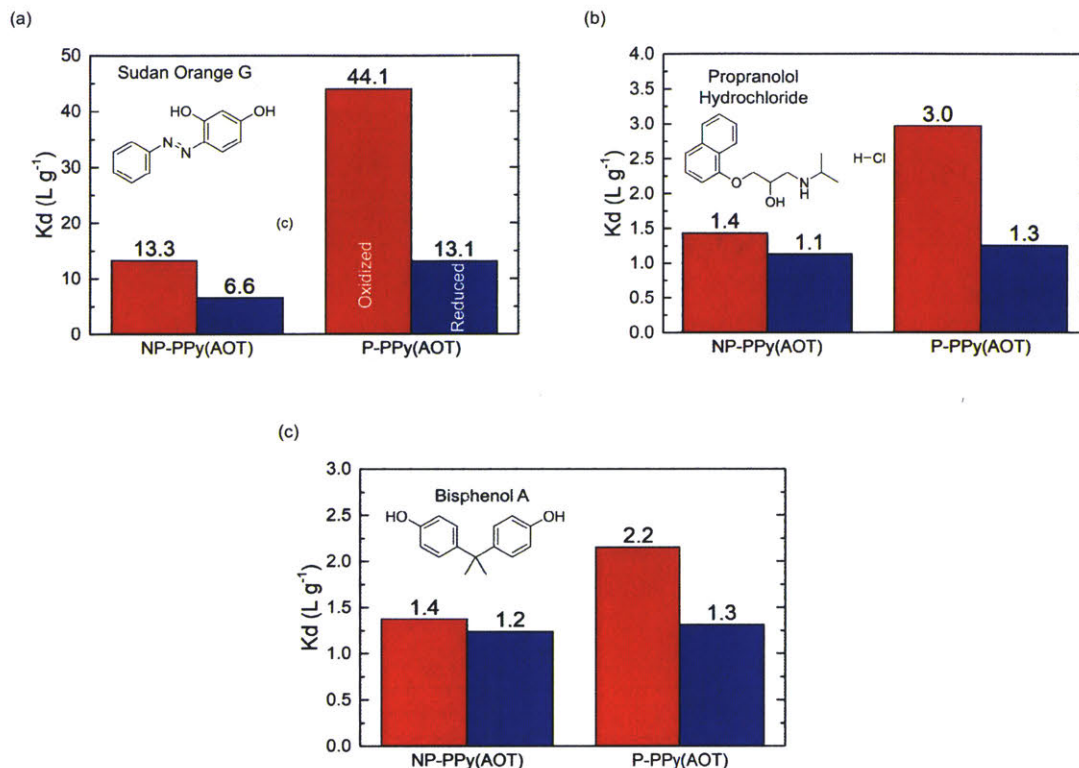 (a)
Kd (L g⁻¹)
50
40
30
20
10
0
Sudan Orange G
HO
OH
N
N
(c)
13.3
6.6
44.1
13.1
Oxidized
Reduced
NP-PPy(AOT)
P-PPy(AOT)
(b)
Kd (L g⁻¹)
4.0
3.5
3.0
2.5
2.0
1.5
1.0
0.5
0.0
Propranolol
Hydrochloride
H-Cl
O
OH
N
H
1.4
1.1
3.0
1.3
NP-PPy(AOT)
P-PPy(AOT)
(c)
Kd (L g⁻¹)
3.0
2.5
2.0
1.5
1.0
0.5
0.0
Bisphenol A
HO
OH
1.4
1.2
2.2
1.3
NP-PPy(AOT)
P-PPy(AOT)